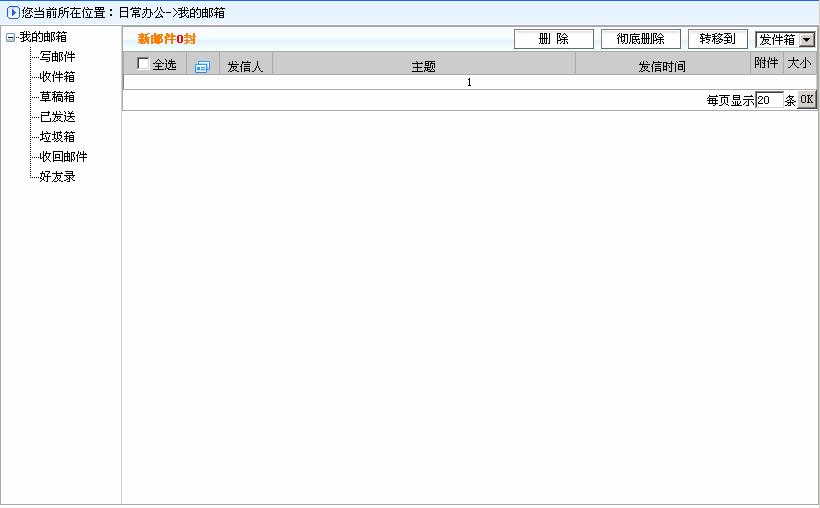 您当前所在位置：日常办公->我的邮箱
我的邮箱
写邮件
收件箱
草稿箱
已发送
垃圾箱
收回邮件
好友录
新邮件0封
删 除 彻底删除 转移到 发件箱
全选 发信人 主题 发信时间 附件 大小
1
每页显示 20 条 OK